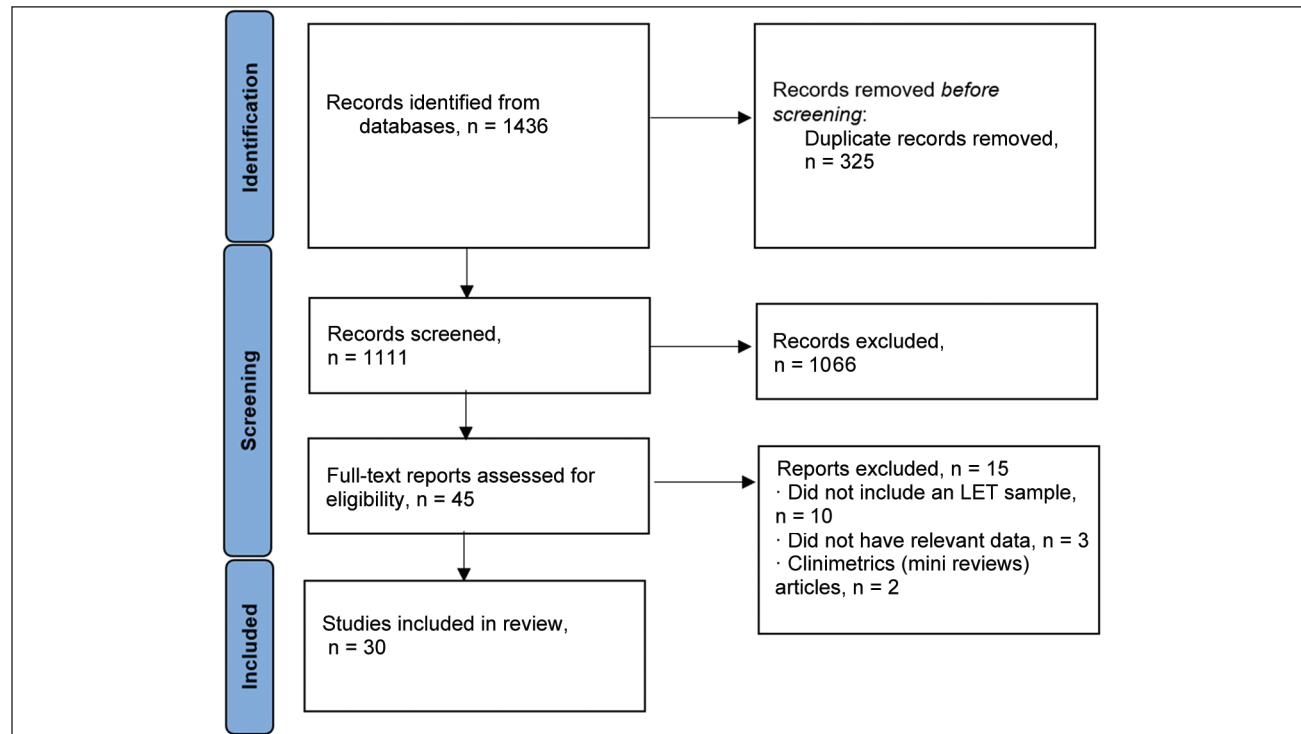 Identification
Records identified from
databases, n = 1436
Records removed before
screening:
Duplicate records removed,
n = 325
Screening
Records screened,
n = 1111
Records excluded,
n = 1066
Full-text reports assessed for
eligibility, n = 45
Reports excluded, n = 15
· Did not include an LET sample,
n = 10
· Did not have relevant data, n = 3
· Clinimetrics (mini reviews)
articles, n = 2
Included
Studies included in review,
n = 30